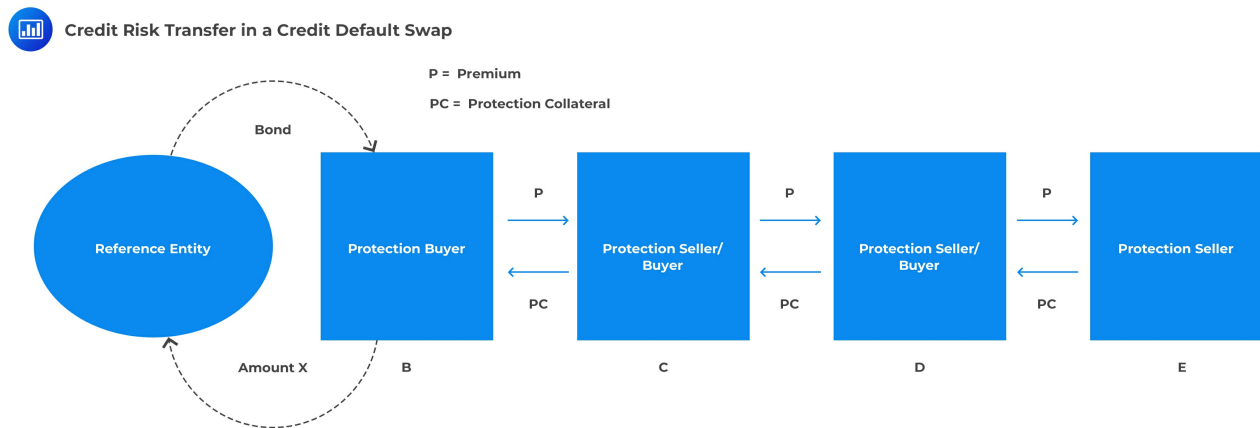 Credit Risk Transfer in a Credit Default Swap
P = Premium
PC = Protection Collateral
Bond
Reference Entity
Protection Buyer
P
PC
Protection Seller/
Buyer
P
PC
Protection Seller/
Buyer
P
PC
Protection Seller
Amount X
B
C
D
E